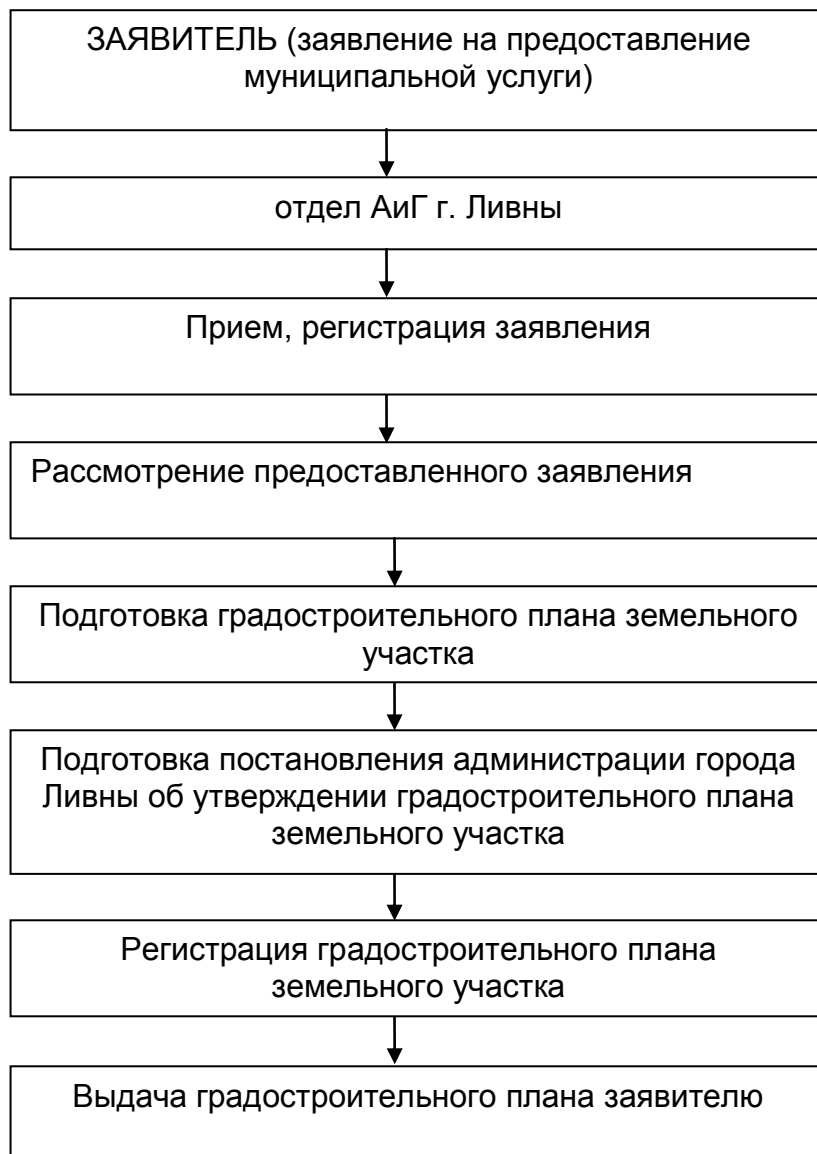 ЗАЯВИТЕЛЬ (заявление на предоставление
муниципальной услуги)
отдел АиГ г. Ливны
Прием, регистрация заявления
Рассмотрение предоставленного заявления
Подготовка градостроительного плана земельного
участка
Подготовка постановления администрации города
Ливны об утверждении градостроительного плана
земельного участка
Регистрация градостроительного плана
земельного участка
Выдача градостроительного плана заявителю